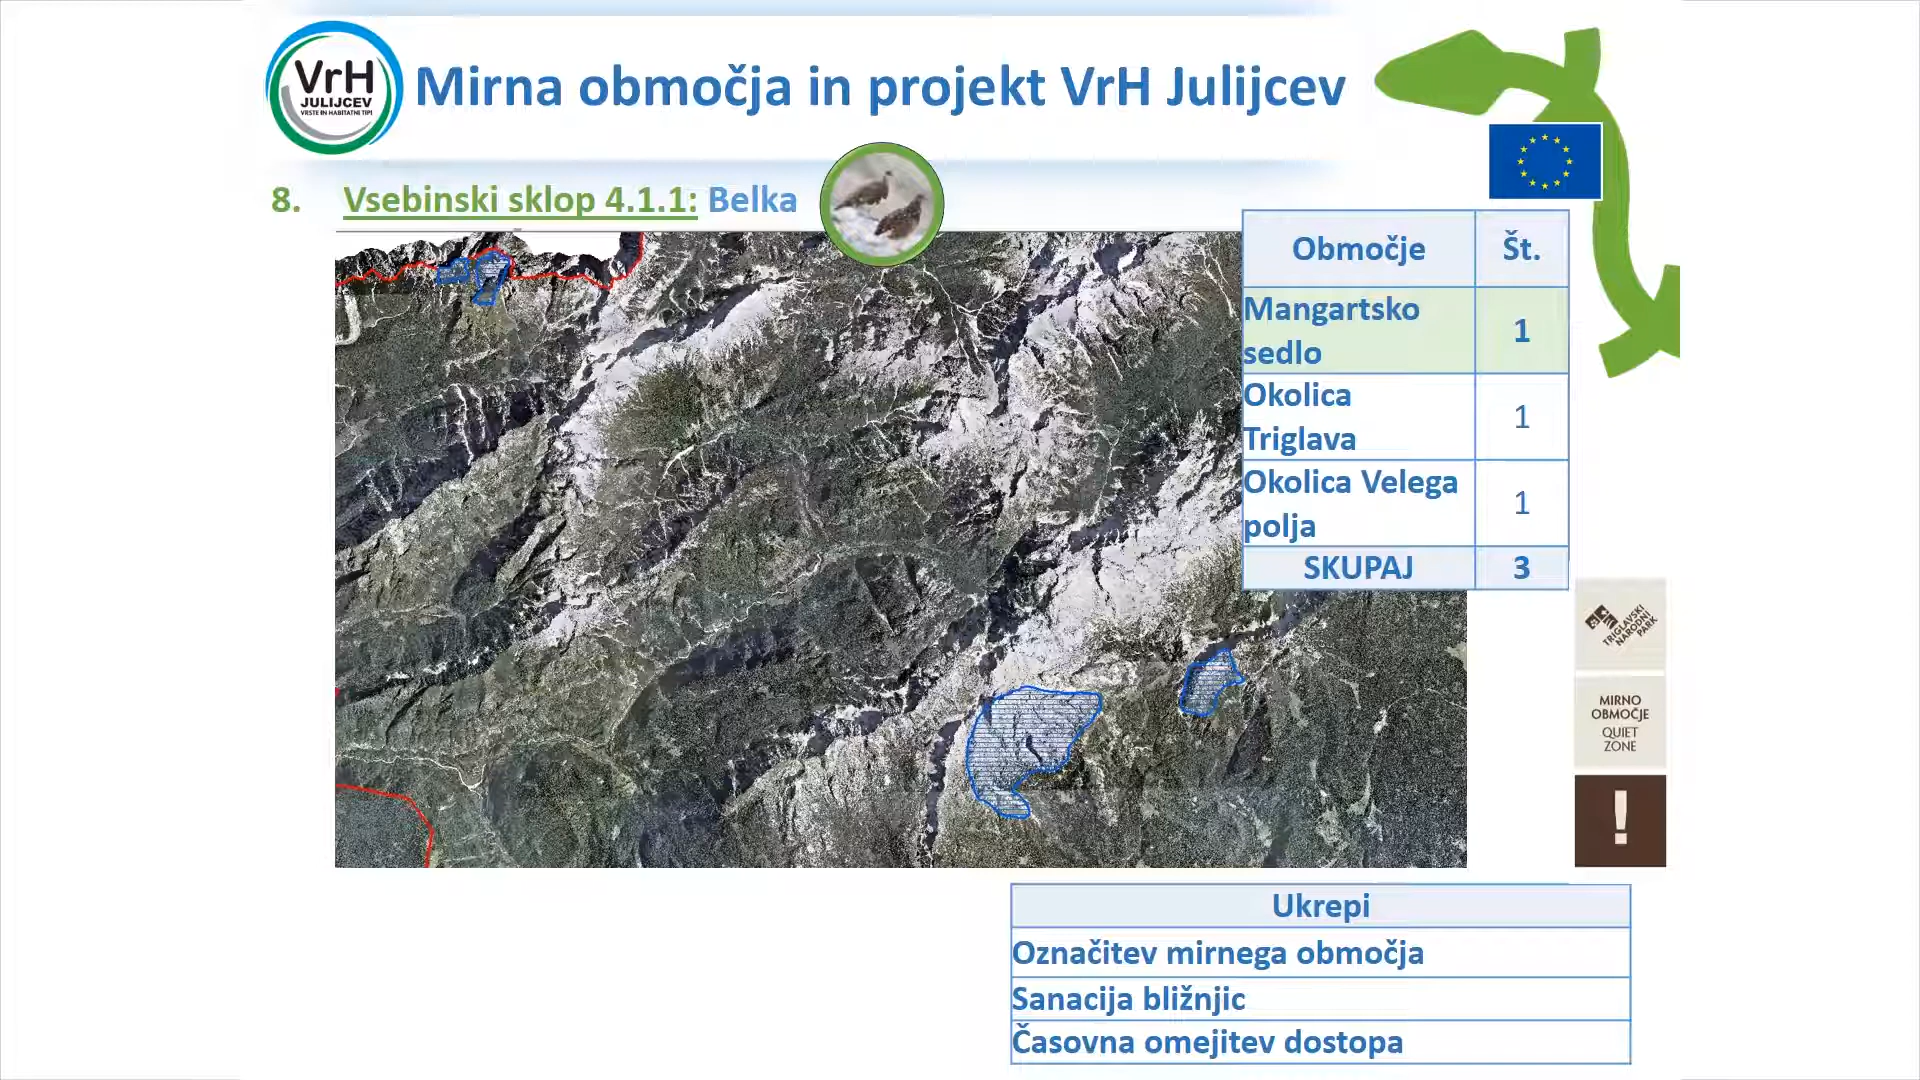 VrH
JULIJCEV
VRSTE IN HABITATNI TIPI
Mirna območja in projekt VrH Julijcev
8. Vsebinski sklop 4.1.1: Belka
Območje Št.
Mangartsko
sedlo
1
Okolica
Triglava
1
Okolica Velega
polja
1
SKUPAJ 3
TRIGLAVSKI
NARODNI
PARK
MIRNO
OBMOČJE
QUIET
ZONE
!
Ukrepi
Označitev mirnega območja
Sanacija bližnjic
Časovna omejitev dostopa